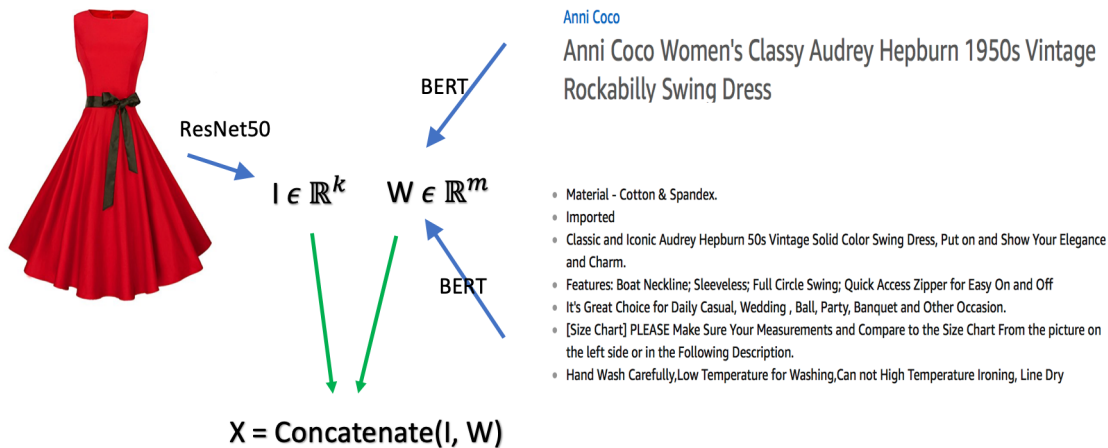 Anni Coco
Anni Coco Women's Classy Audrey Hepburn 1950s Vintage
Rockabilly Swing Dress
BERT
ResNet50
I ϵ ℝᵏ
W ϵ ℝᵐ
BERT
• Material - Cotton & Spandex.
• Imported
• Classic and Iconic Audrey Hepburn 50s Vintage Solid Color Swing Dress, Put on and Show Your Elegance
and Charm.
• Features: Boat Neckline; Sleeveless; Full Circle Swing; Quick Access Zipper for Easy On and Off
• It's Great Choice for Daily Casual, Wedding , Ball, Party, Banquet and Other Occasion.
• [Size Chart] PLEASE Make Sure Your Measurements and Compare to the Size Chart From the picture on
the left side or in the Following Description.
• Hand Wash Carefully,Low Temperature for Washing,Can not High Temperature Ironing, Line Dry
X = Concatenate(I, W)